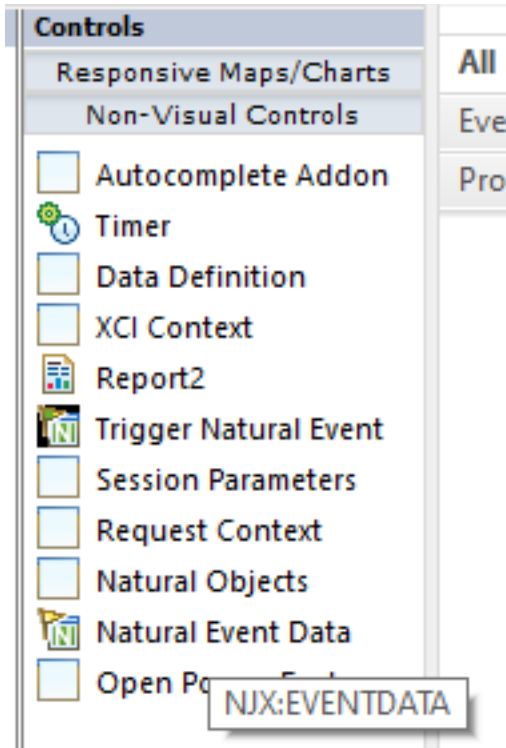 Controls
Responsive Maps/Charts
All
Non-Visual Controls
Eve
Autocomplete Addon
Pro
Timer
Data Definition
XCI Context
Report2
Trigger Natural Event
Session Parameters
Request Context
Natural Objects
Natural Event Data
Open
NJX:EVENTDATA